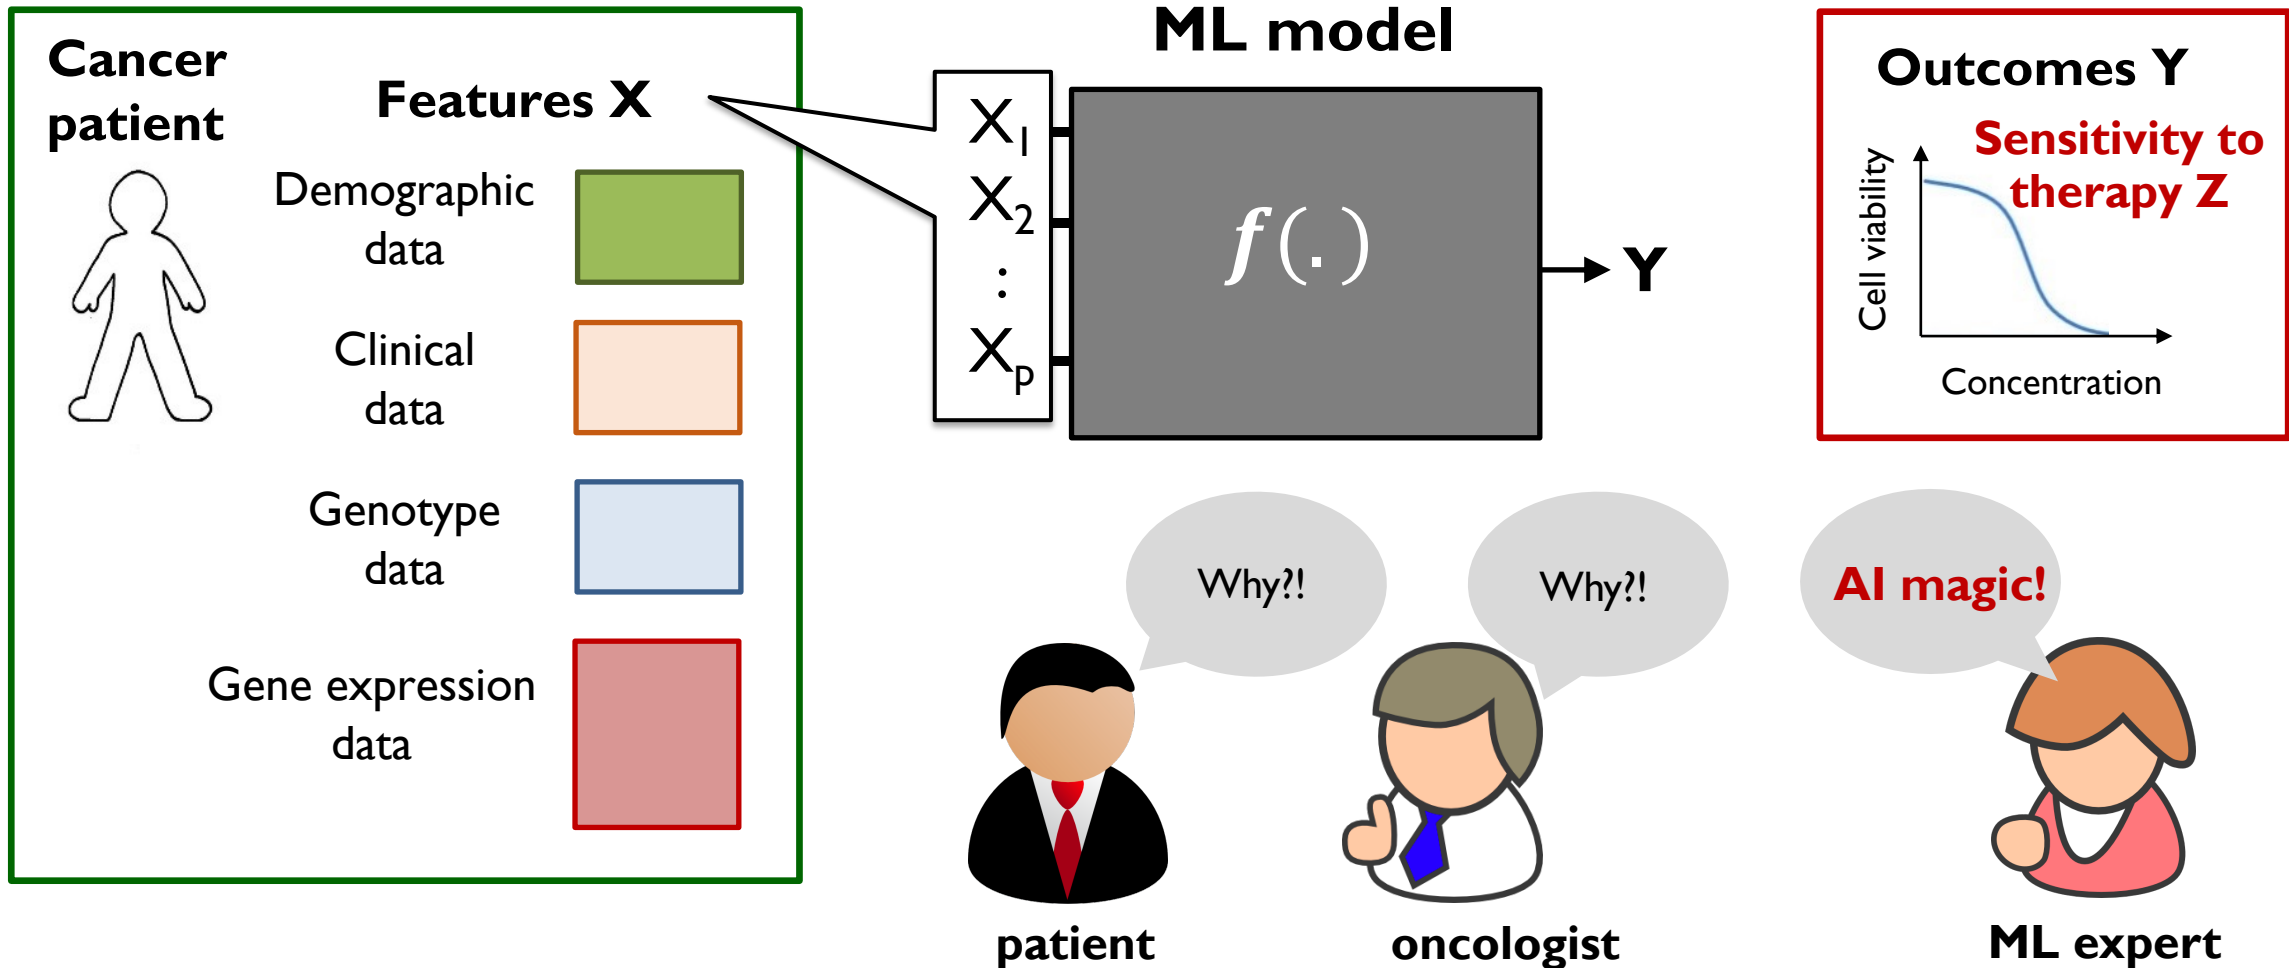 Cancer
patient
Features X
Demographic
data
Clinical
data
Genotype
data
Gene expression
data
ML model
X1
X2
:
Xp
f(.)
Y
Outcomes Y
Sensitivity to
therapy Z
Cell viability
Concentration
Why?!
Why?!
AI magic!
patient
oncologist
ML expert